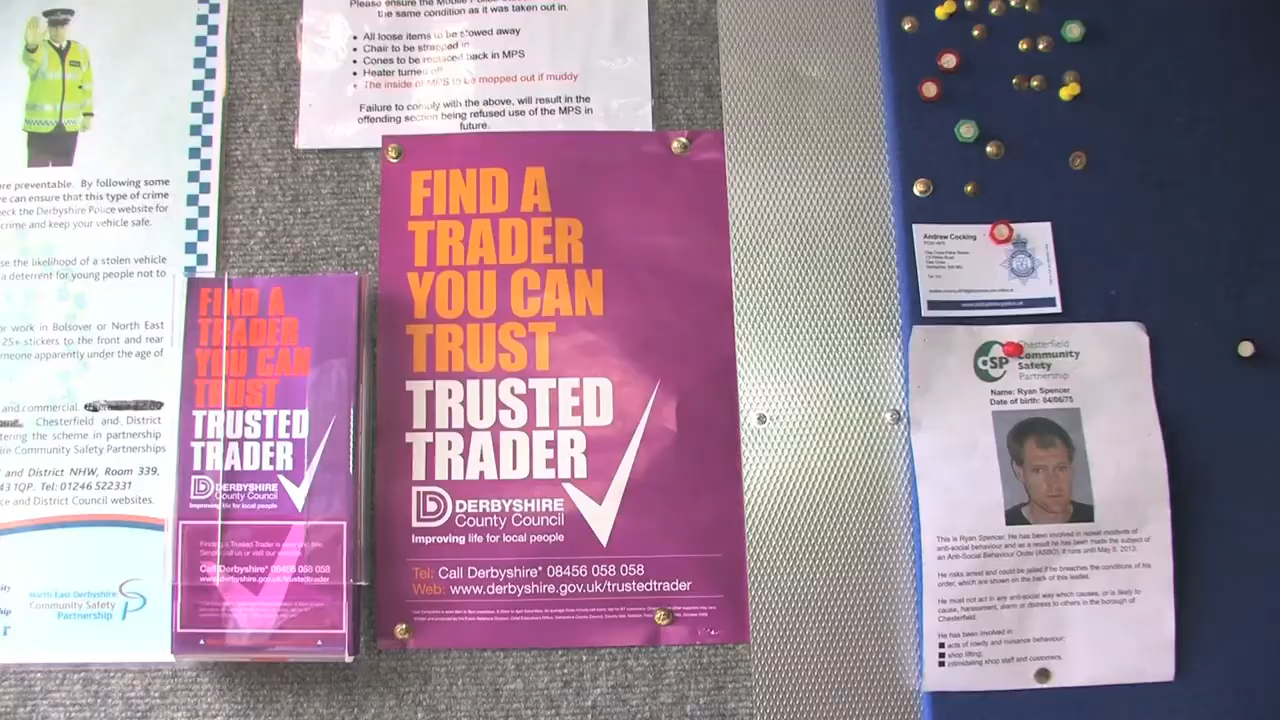 re preventable. By following some
e can ensure that this type of crime
eck the Derbyshire Police website for
crime and keep your vehicle safe.
se the likelihood of a stolen vehicle
a deterrent for young people not to
or work in Bolsover or North East
25+ stickers to the front and rear
meone apparently under the age of
and commercial.
Chesterfield and District
tering the scheme in partnership
ire Community Safety Partnerships
and District NHW, Room 339,
43 1QP. Tel: 01246 522331
ce and District Council websites.
North East Derbyshire
Community Safety
Partnership
FIND A
TRADER
YOU CAN
TRUST
TRUSTED
TRADER
DERBYSHIRE
County Council
Improving life for local people
Finding a Trusted Trader is
Simply call us or visit our website
Call Derbyshire* 08456 058 058
www.derbyshire.gov.uk/trustedtrader
Please ensure the Mobile Police
the same condition as it was taken out in.
• All loose items to be stowed away
• Chair to be strapped in
• Cones to be replaced back in MPS
• Heater turned off
• The inside of MPS to be mopped out if muddy
Failure to comply with the above, will result in the
offending section being refused use of the MPS in
future.
FIND A
TRADER
YOU CAN
TRUST
TRUSTED
TRADER
DERBYSHIRE
County Council
Improving life for local people
Tel: Call Derbyshire* 08456 058 058
Web: www.derbyshire.gov.uk/trustedtrader
Andrew Cocking
CSP
Chesterfield
Community
Safety
Partnership
Name: Ryan Spencer
Date of birth: 04/06/75
This is Ryan Spencer. He has been involved in repeat incidents of
anti-social behaviour and as a result he has been made the subject of
an Anti-Social Behaviour Order (ASBO). It runs until May 5, 2013.
He risks arrest and could be jailed if he breaches the conditions of his
order, which are shown on the back of this leaflet.
He must not act in any anti-social way which causes, or is likely to
cause, harassment, alarm or distress to others in the borough of
Chesterfield.
He has been involved in:
■ acts of rowdy and nuisance behaviour;
■ shop lifting;
■ intimidating shop staff and customers,